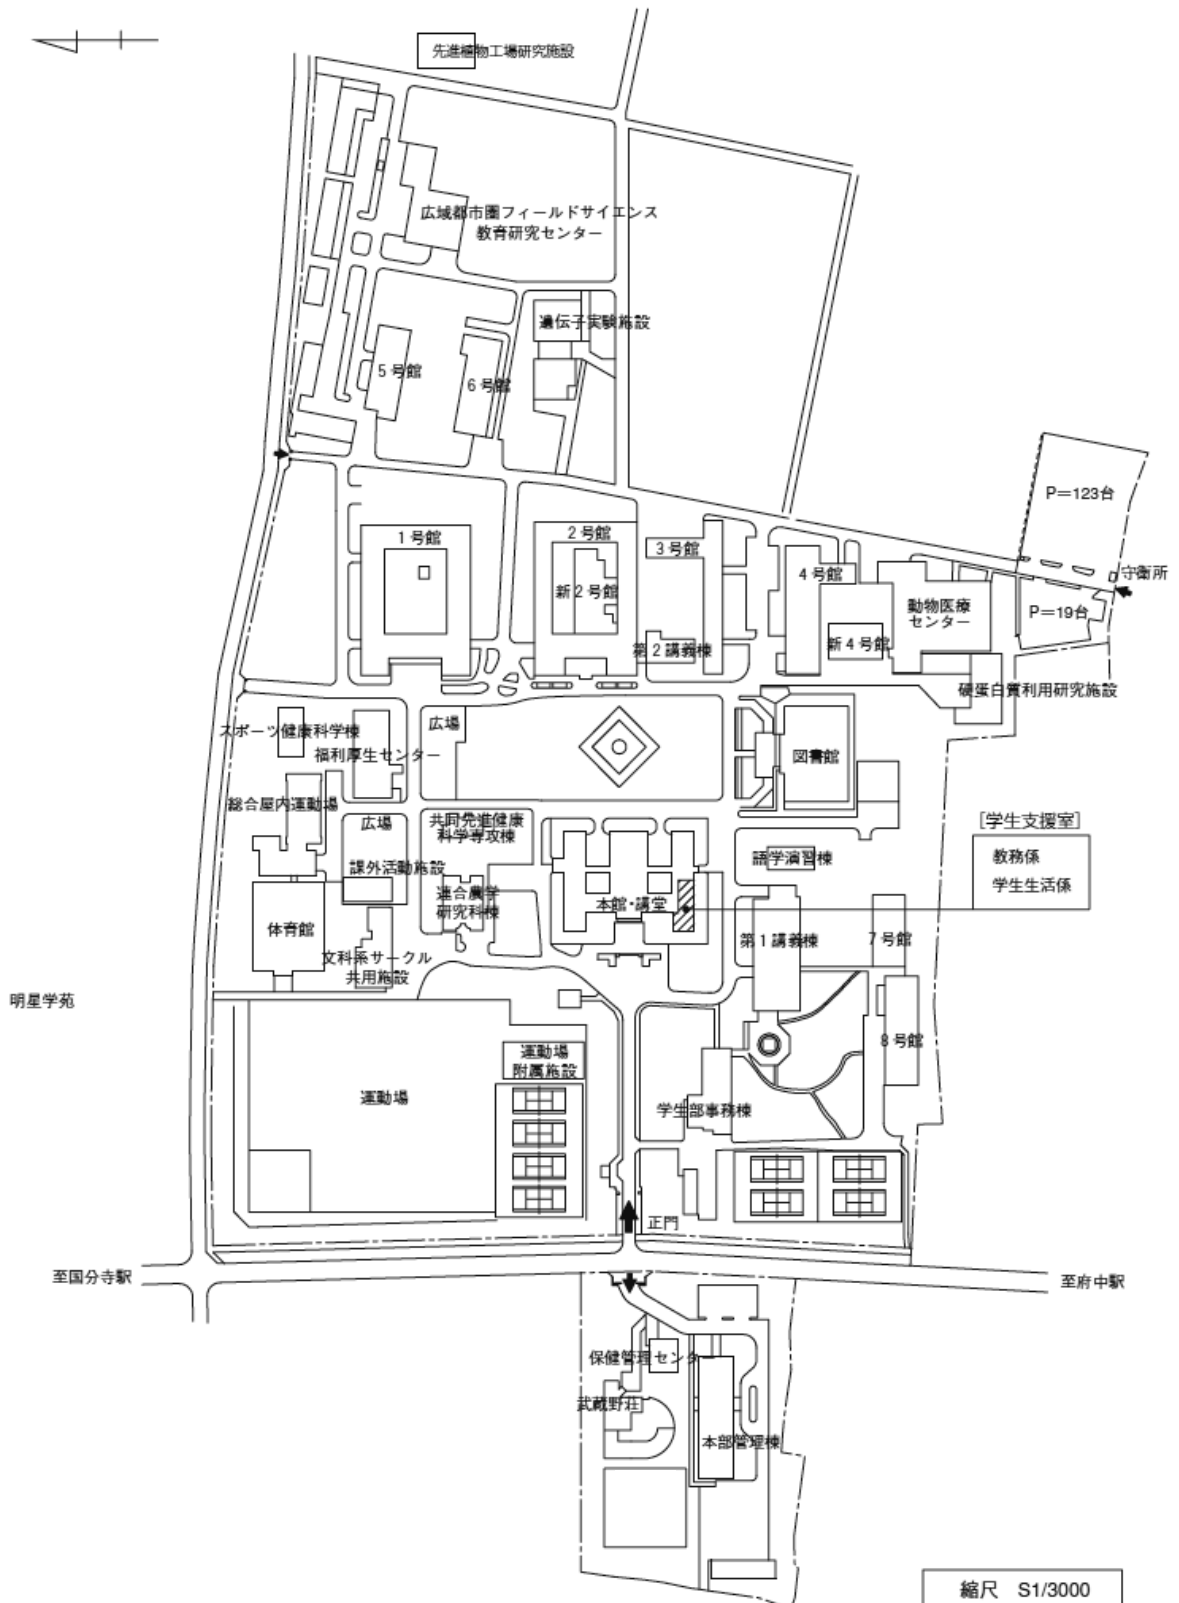 先進植物工場研究施設
広域都市圏フィールドサイエンス
教育研究センター
遺伝子実験施設
5号館
6号館
P=123台
守衛所
P=19台
1号館
2号館
新2号館
3号館
第2講義棟
4号館
新4号館
動物医療
センター
硬蛋白質利用研究施設
スポーツ健康科学棟
福利厚生センター
広場
図書館
総合屋内運動場
広場
共同先進健康
科学専攻棟
[学生支援室]
教務係
学生生活係
語学演習棟
課外活動施設
連合農学
研究科棟
本館・講堂
体育館
第1講義棟
7号館
文科系サークル
共用施設
明星学苑
運動場
附属施設
8号館
運動場
学生部事務棟
正門
至国分寺駅
至府中駅
保健管理センター
武蔵野荘
本部管理棟
縮尺 S1/3000